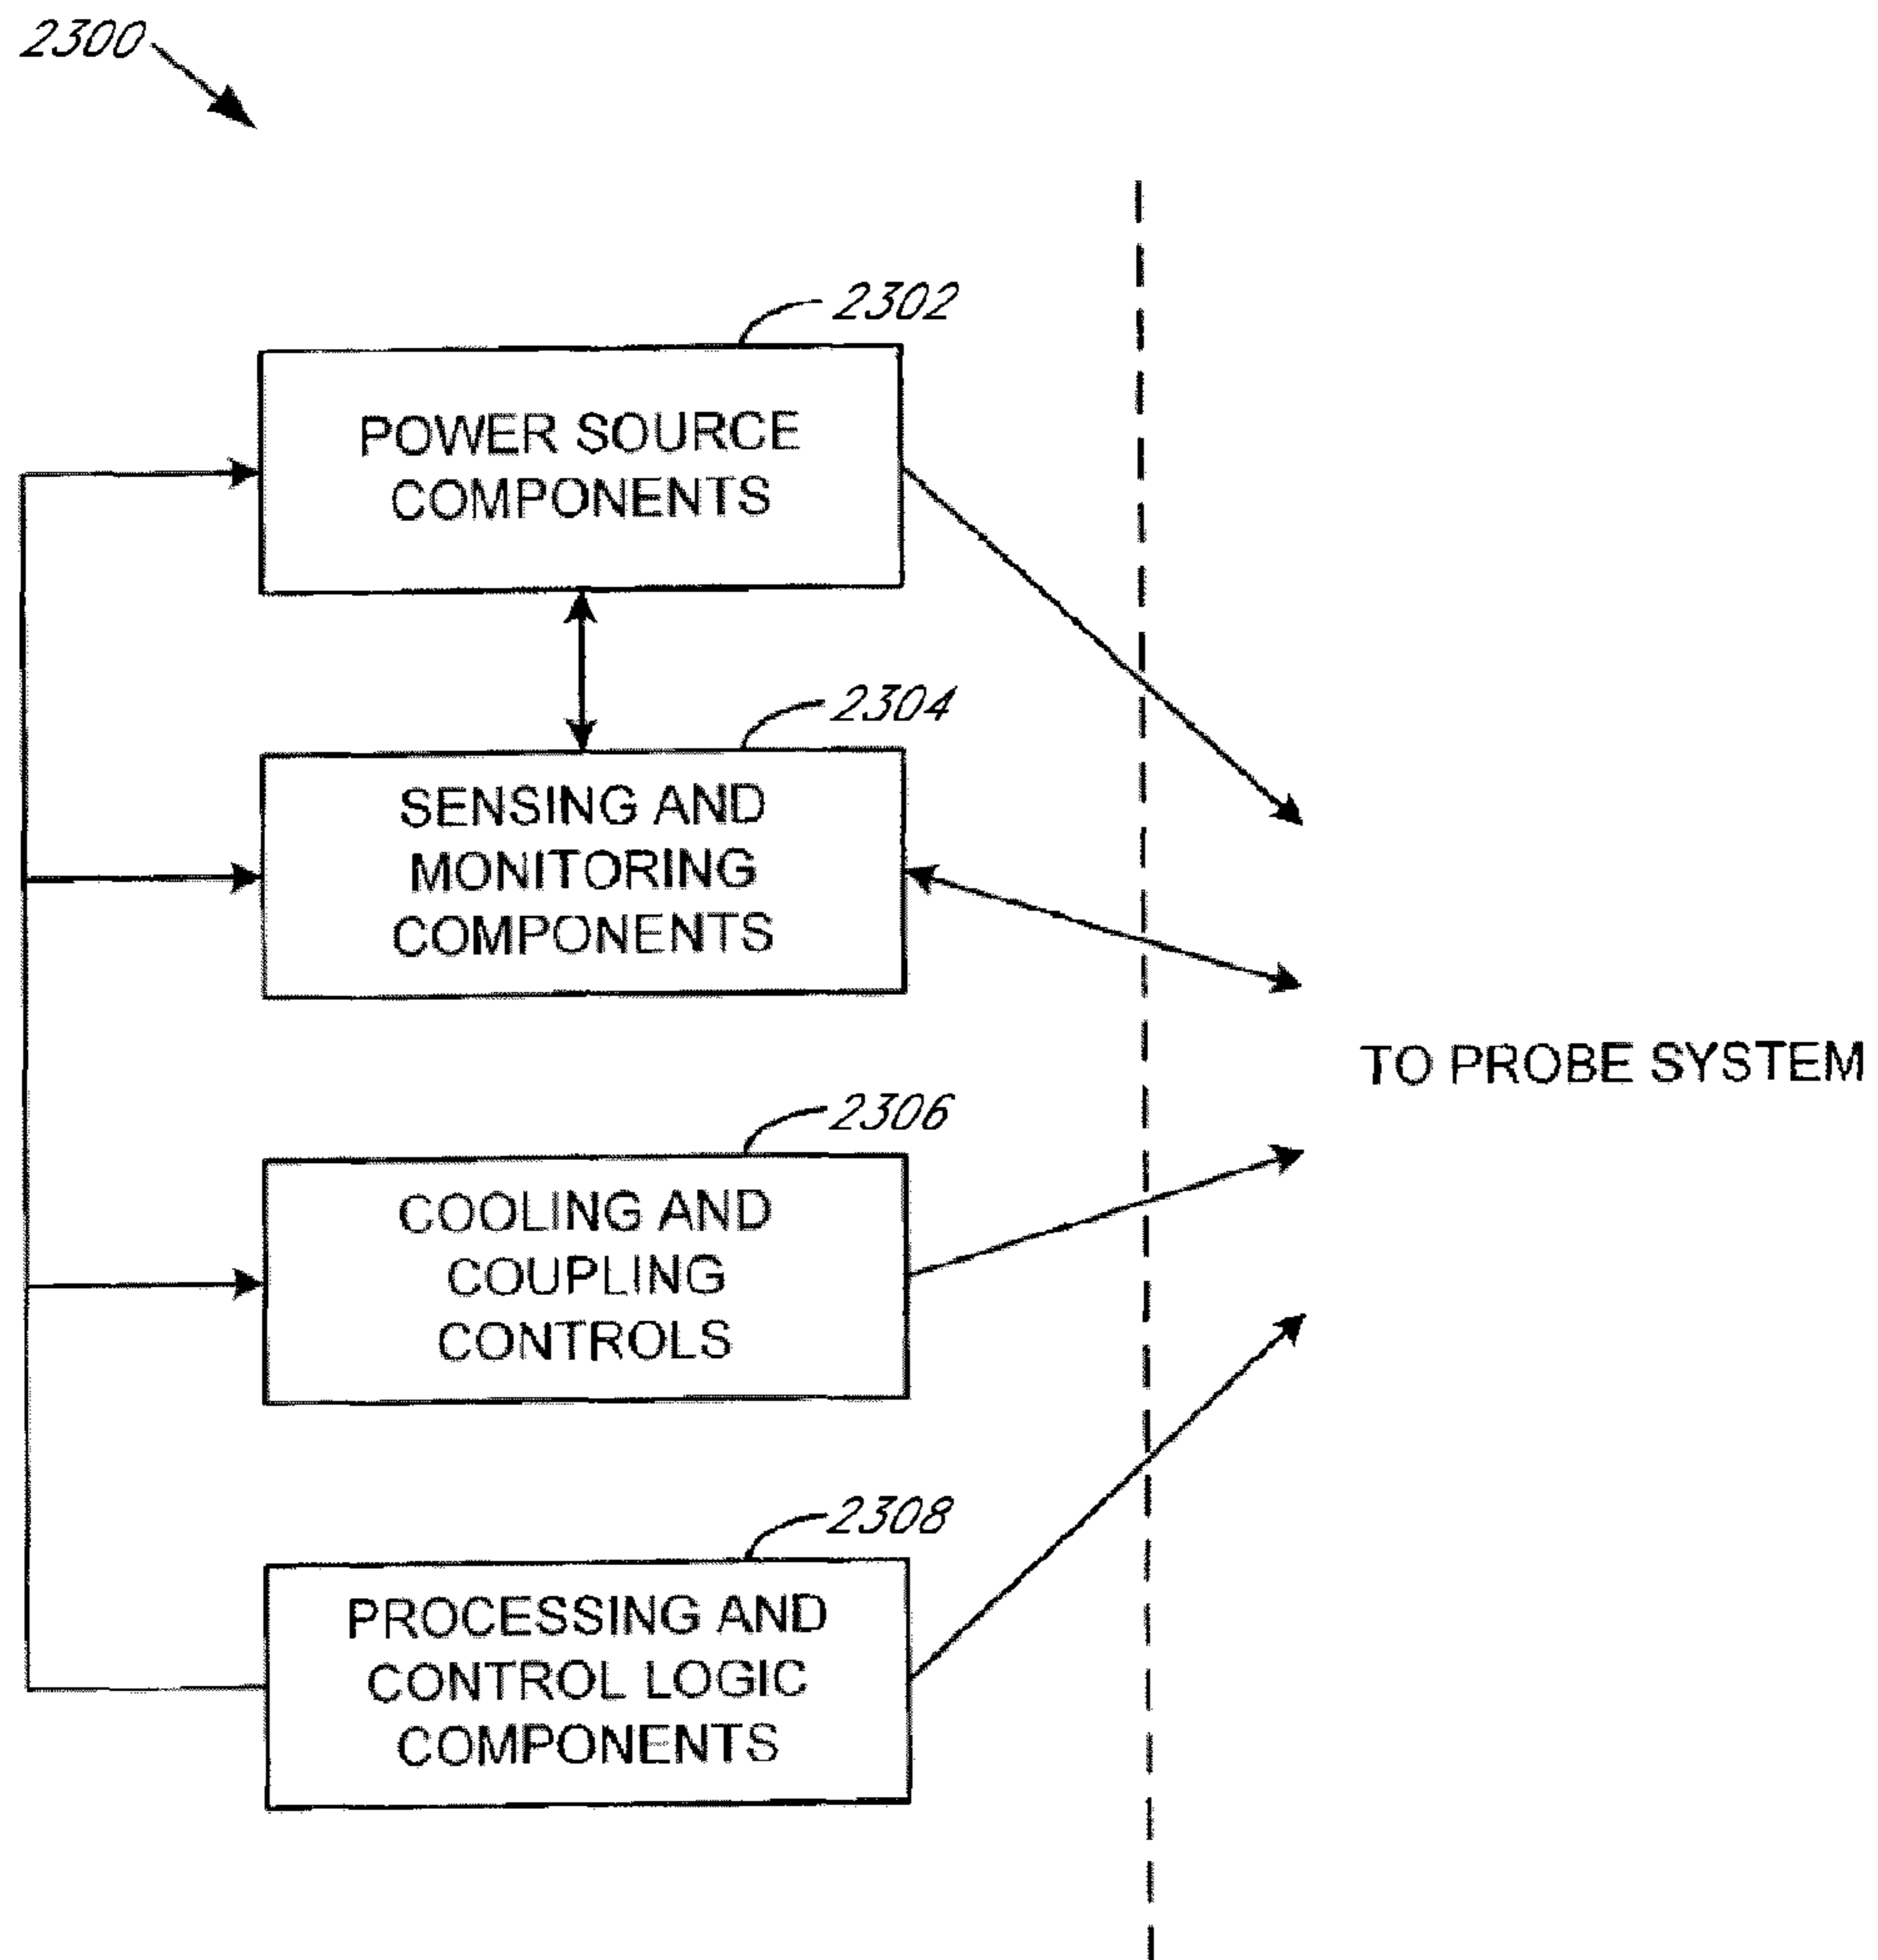 2300
2302
POWER SOURCE
COMPONENTS
2304
SENSING AND
MONITORING
COMPONENTS
TO PROBE SYSTEM
2306
COOLING AND
COUPLING
CONTROLS
2308
PROCESSING AND
CONTROL LOGIC
COMPONENTS